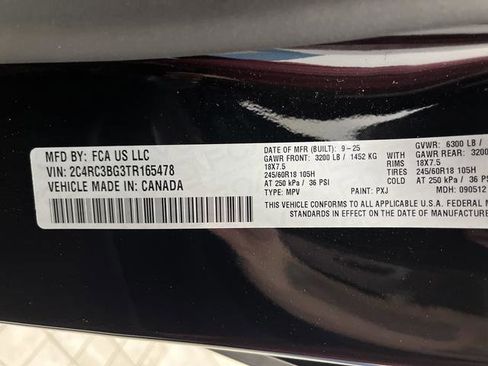 MFD BY: FCA US LLC
VIN: 2C4RC3BG3TR165478
VEHICLE MADE IN: CANADA
DATE OF MFR (BUILT): 9-25 GVWR: 6300 LB /
GAWR FRONT: 3200 LB / 1452 KG WITH GAWR REAR: 3200
18X7.5 RIMS 18X7.5
245/60R18 105H TIRES 245/60R18 105H
AT 250 kPa / 36 PSI COLD AT 250 kPa / 36
TYPE: MPV PAINT: PXJ MDH: 090512
THIS VEHICLE CONFORMS TO ALL APPLICABLE U.S.A. FEDERAL M
STANDARDS IN EFFECT ON THE DATE OF MANUFACTURE